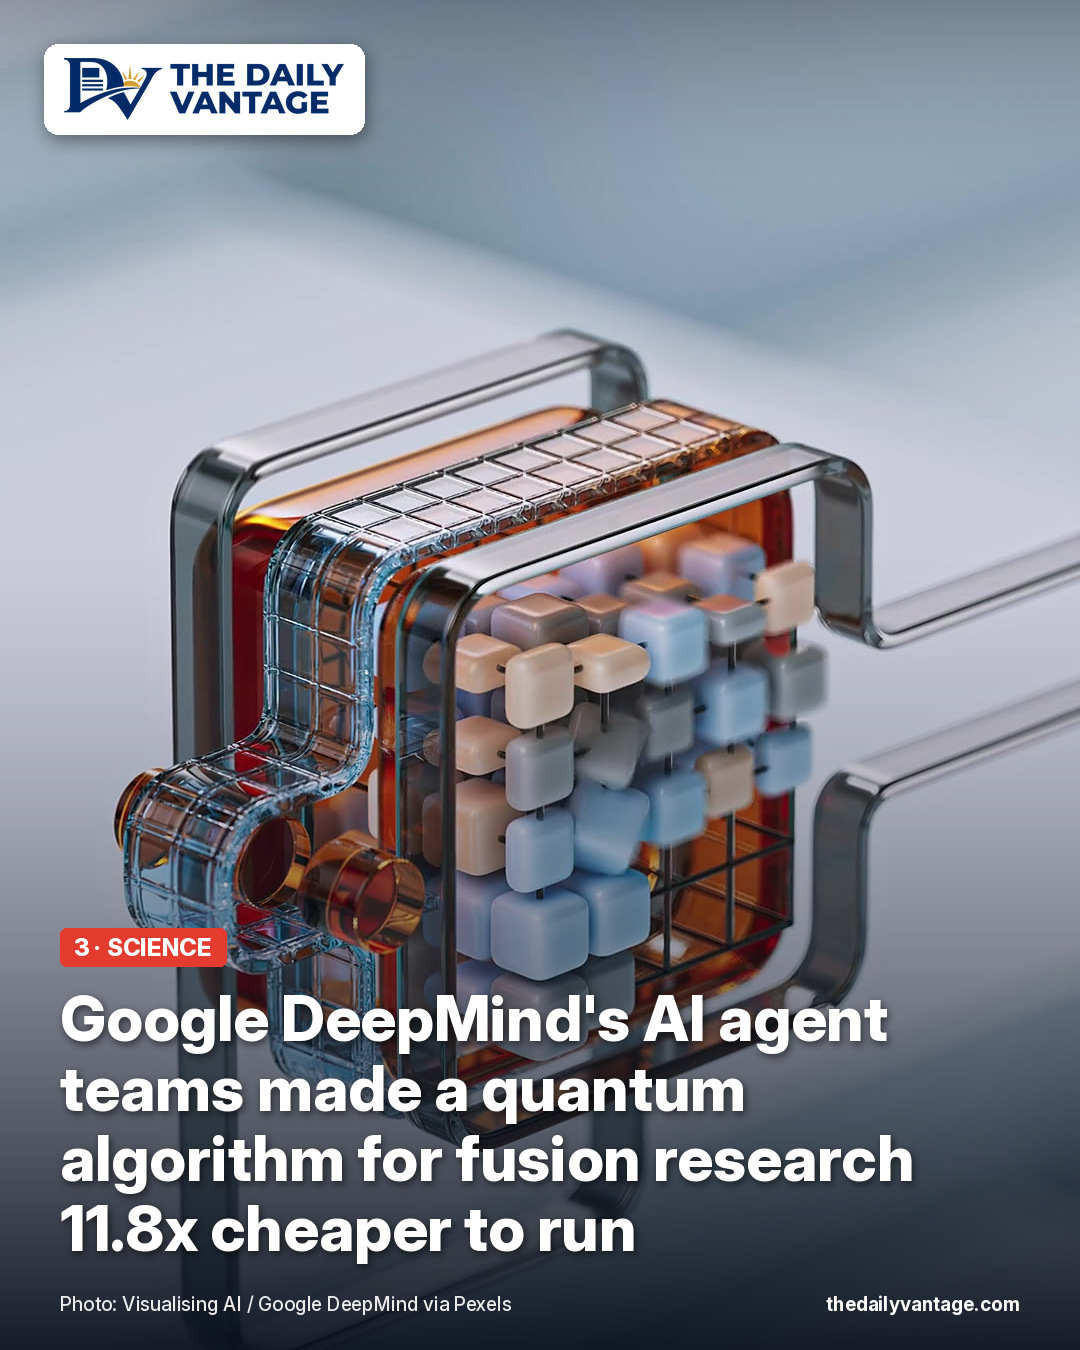 THE DAILY
VANTAGE
3 · SCIENCE
Google DeepMind's AI agent
teams made a quantum
algorithm for fusion research
11.8x cheaper to run
Photo: Visualising AI / Google DeepMind via Pexels
thedailyvantage.com